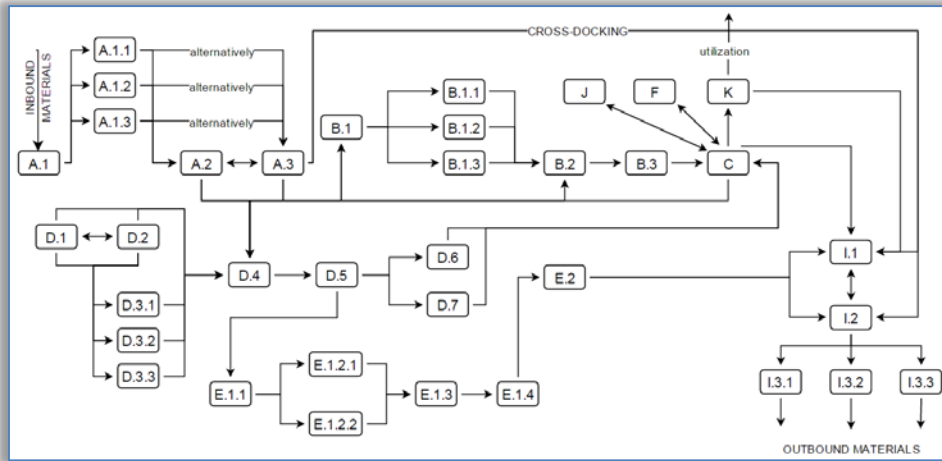 CROSS-DOCKING
INBOUND
MATERIALS
A.1.1
alternatively
utilization
A.1.2
alternatively
B.1.1
J
F
K
A.1.3
alternatively
B.1
B.1.2
A.1
A.2
A.3
B.1.3
B.2
B.3
C
D.1
D.2
D.6
I.1
D.4
D.5
E.2
D.3.1
D.7
I.2
D.3.2
D.3.3
E.1.2.1
I.3.1
I.3.2
I.3.3
E.1.1
E.1.3
E.1.4
E.1.2.2
OUTBOUND MATERIALS